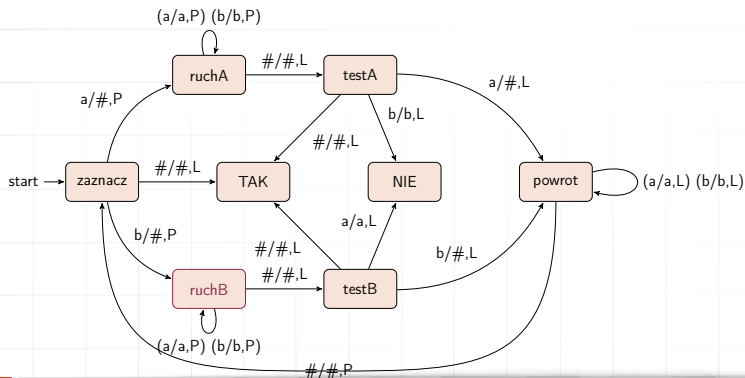 (a/a,P) (b/b,P)
ruchA
#/#,L
testA
a/#,L
a/#,P
b/b,L
#/#,L
start
zaznacz
#/#,L
TAK
NIE
powrot
(a/a,L) (b/b,L)
b/#,P
a/a,L
#/#,L
b/#,L
ruchB
#/#,L
testB
(a/a,P) (b/b,P)
#/#,P